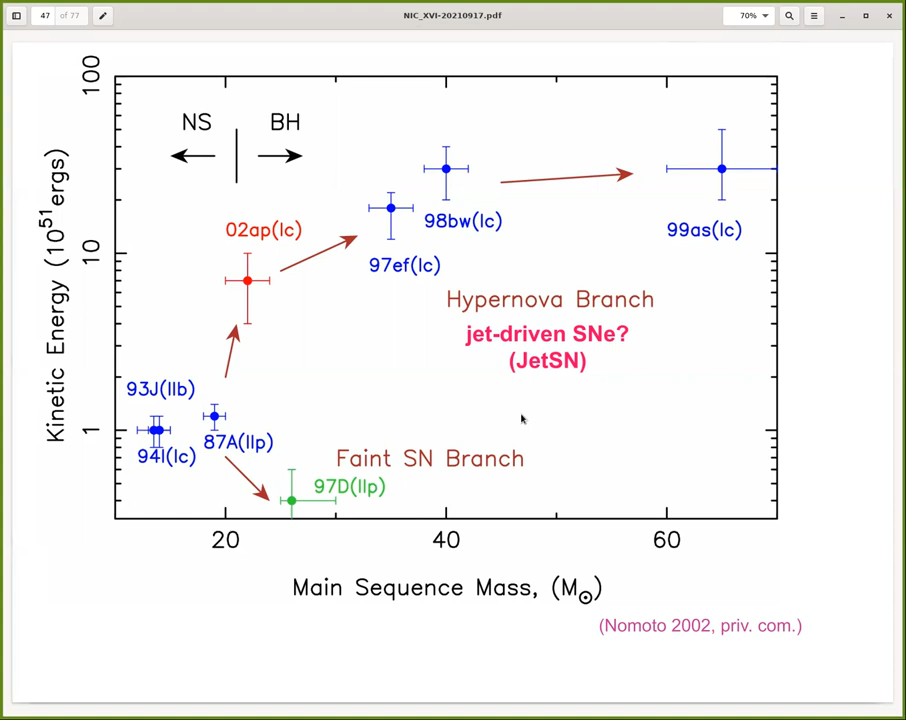 47 of 77
NIC_XVI-20210917.pdf
70%
100
NS
BH
02ap(Ic)
98bw(Ic)
99as(Ic)
10
97ef(Ic)
Kinetic Energy (10^51 ergs)
Hypernova Branch
jet-driven SNe?
(JetSN)
93J(IIb)
1
87A(IIp)
94I(Ic)
Faint SN Branch
97D(IIp)
20 40 60
Main Sequence Mass, (M⊙)
(Nomoto 2002, priv. com.)